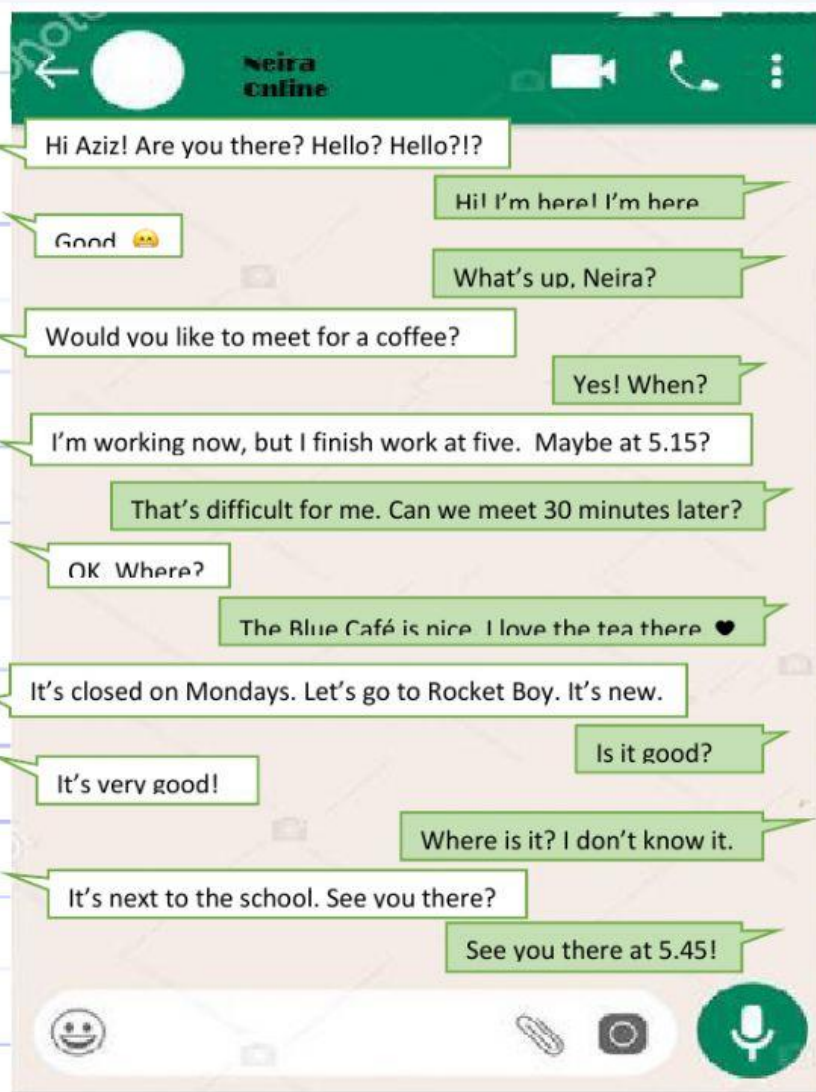 Neira
Online
Hi Aziz! Are you there? Hello? Hello?!?
Hi! I'm here! I'm here
Good 😬
What's up, Neira?
Would you like to meet for a coffee?
Yes! When?
I'm working now, but I finish work at five. Maybe at 5.15?
That's difficult for me. Can we meet 30 minutes later?
OK. Where?
The Blue Café is nice. I love the tea there ♥
It's closed on Mondays. Let's go to Rocket Boy. It's new.
Is it good?
It's very good!
Where is it? I don't know it.
It's next to the school. See you there?
See you there at 5.45!